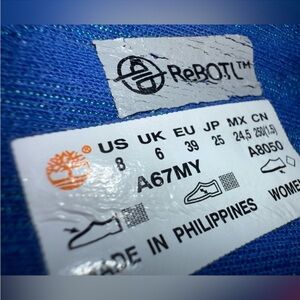 ReBOTL™
US UK EU JP MX CN
8 6 39 25 24,5 250(1.5)
A67MY A8050
MADE IN PHILIPPINES WOMEN